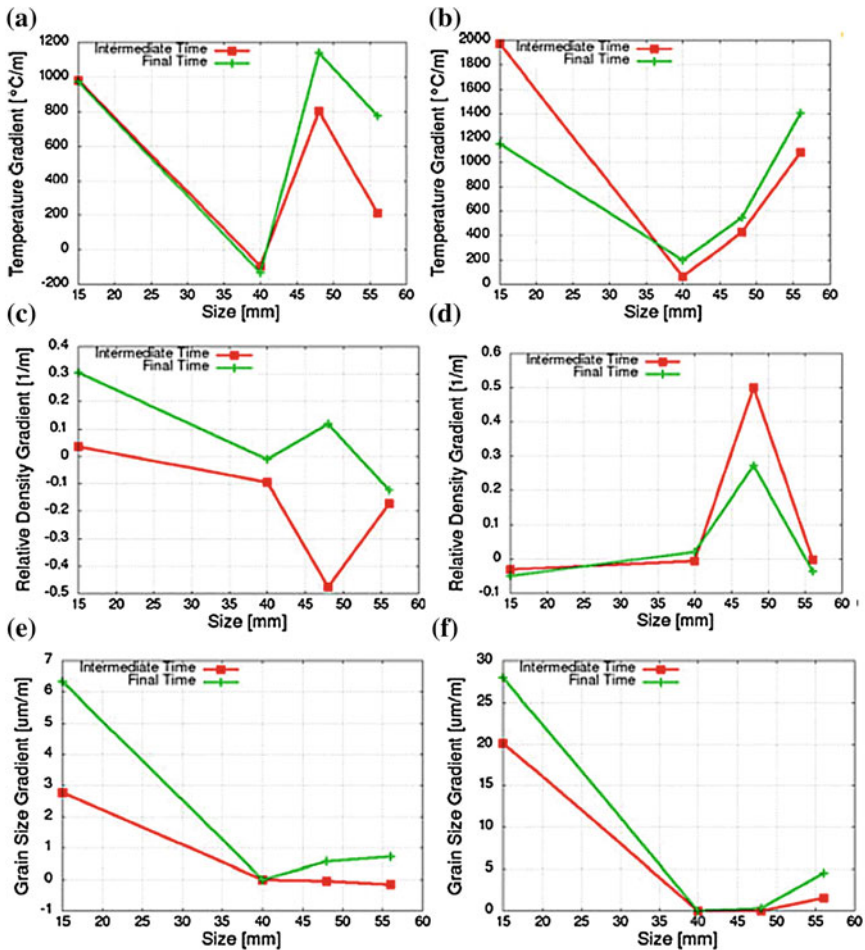 (a)
Intermediate Time
Final Time
Temperature Gradient [°C/m]
1200
1000
800
600
400
200
0
-200
15 20 25 30 35 40 45 50 55 60
Size [mm]
(b)
Intermediate Time
Final Time
Temperature Gradient [°C/m]
2000
1800
1600
1400
1200
1000
800
600
400
200
0
15 20 25 30 35 40 45 50 55 60
Size [mm]
(c)
Intermediate Time
Final Time
Relative Density Gradient [1/m]
0.4
0.3
0.2
0.1
0
-0.1
-0.2
-0.3
-0.4
-0.5
15 20 25 30 35 40 45 50 55 60
Size [mm]
(d)
Intermediate Time
Final Time
Relative Density Gradient [1/m]
0.6
0.5
0.4
0.3
0.2
0.1
0
-0.1
15 20 25 30 35 40 45 50 55 60
Size [mm]
(e)
Intermediate Time
Final Time
Grain Size Gradient [um/m]
7
6
5
4
3
2
1
0
-1
15 20 25 30 35 40 45 50 55 60
Size [mm]
(f)
Intermediate Time
Final Time
Grain Size Gradient [um/m]
30
25
20
15
10
5
0
15 20 25 30 35 40 45 50 55 60
Size [mm]